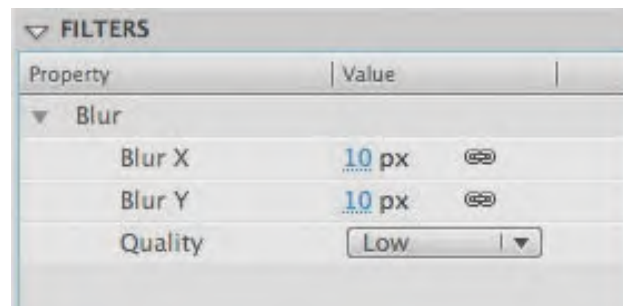 FILTERS
Property Value
Blur
Blur X 10 px
Blur Y 10 px
Quality Low